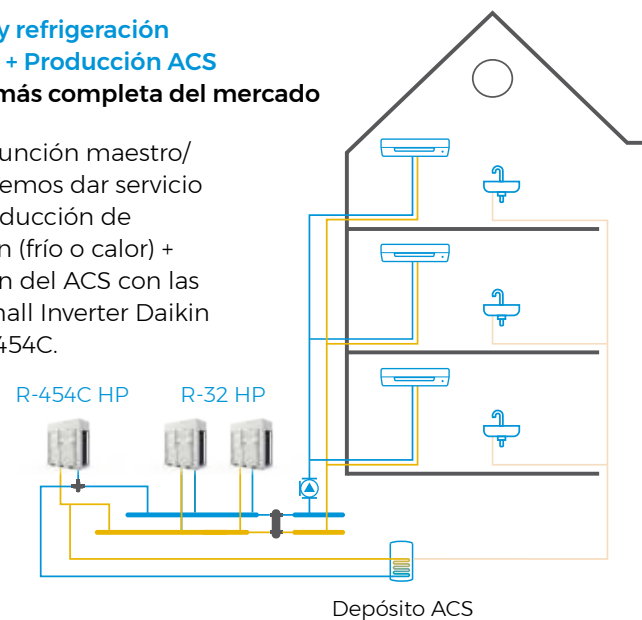 y refrigeración
+ Producción ACS
más completa del mercado
unción maestro/
emos dar servicio
ducción de
n (frío o calor) +
n del ACS con las
all Inverter Daikin
454C.
R-454C HP
R-32 HP
Depósito ACS